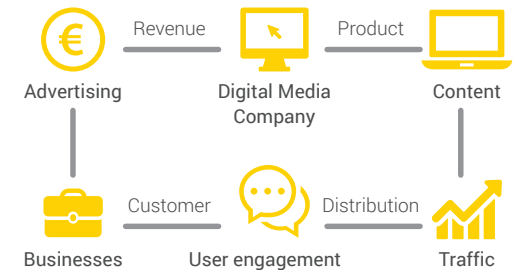 Revenue
Product
€
Advertising
Digital Media
Company
Content
Customer
Distribution
Businesses
User engagement
Traffic